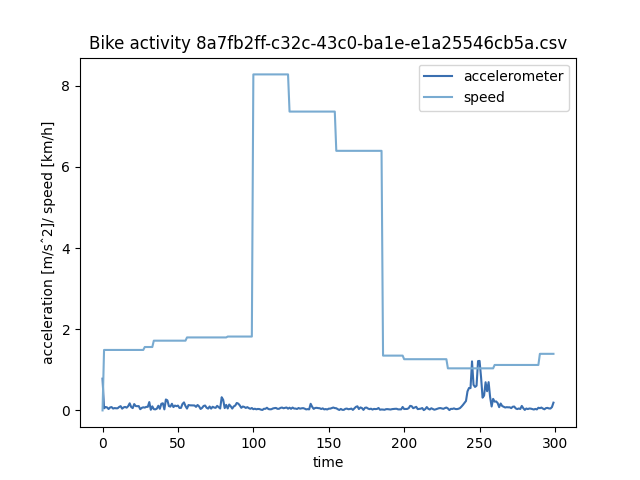 Bike activity 8a7fb2ff-c32c-43c0-ba1e-e1a25546cb5a.csv
accelerometer
speed
acceleration [m/s^2]/ speed [km/h]
8
6
4
2
0
0 50 100 150 200 250 300
time